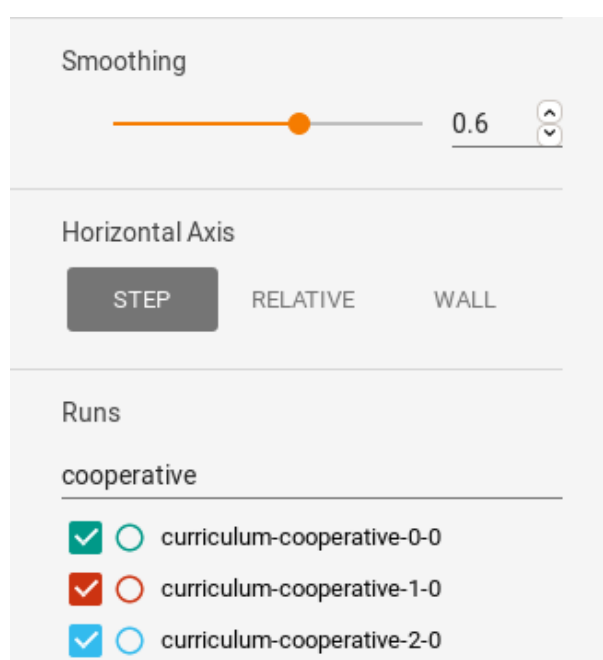 Smoothing
0.6
Horizontal Axis
STEP RELATIVE WALL
Runs
cooperative
curriculum-cooperative-0-0
curriculum-cooperative-1-0
curriculum-cooperative-2-0